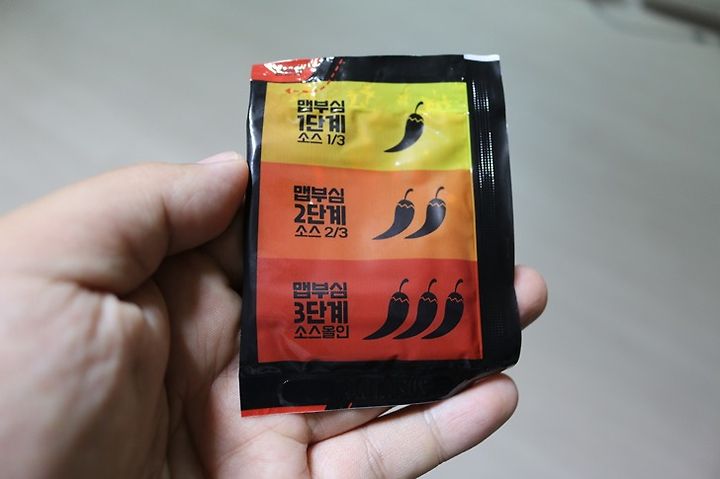 맵부심
1단계
소스 1/3
맵부심
2단계
소스 2/3
맵부심
3단계
소스올인